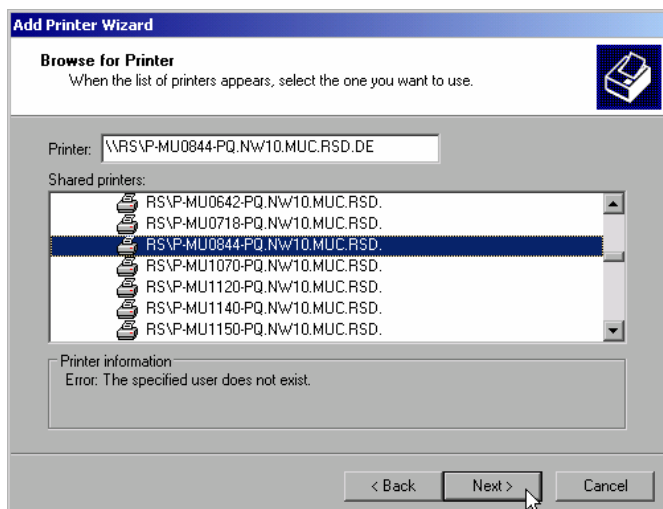 Add Printer Wizard
Browse for Printer
When the list of printers appears, select the one you want to use.
Printer: \\RS\P-MU0844-PQ.NW10.MUC.RSD.DE
Shared printers:
RS\P-MU0642-PQ.NW10.MUC.RSD.
RS\P-MU0718-PQ.NW10.MUC.RSD.
RS\P-MU0844-PQ.NW10.MUC.RSD.
RS\P-MU1070-PQ.NW10.MUC.RSD.
RS\P-MU1120-PQ.NW10.MUC.RSD.
RS\P-MU1140-PQ.NW10.MUC.RSD.
RS\P-MU1150-PQ.NW10.MUC.RSD.
Printer information
Error: The specified user does not exist.
< Back Next > Cancel